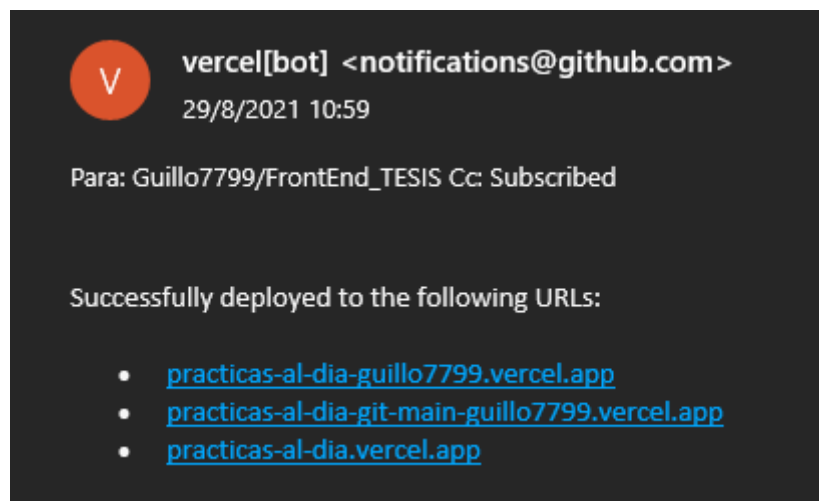 V
vercel[bot] <notifications@github.com>
29/8/2021 10:59
Para: Guillo7799/FrontEnd_TESIS Cc: Subscribed
Successfully deployed to the following URLs:
• practicas-al-dia-guillo7799.vercel.app
• practicas-al-dia-git-main-guillo7799.vercel.app
• practicas-al-dia.vercel.app